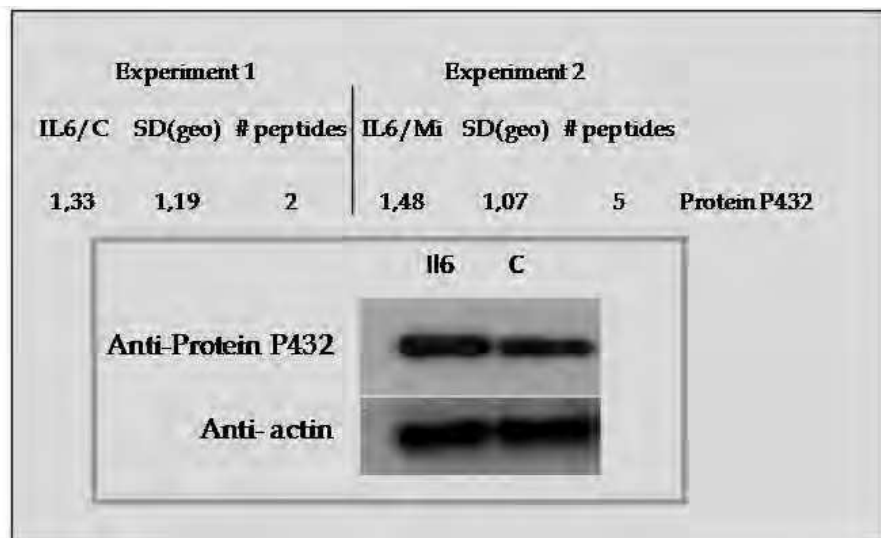 Experiment 1 Experiment 2
IL6/C SD(geo) # peptides IL6/Mi SD(geo) # peptides
1,33 1,19 2 1,48 1,07 5 Protein P432
Il6 C
Anti-Protein P432
Anti- actin